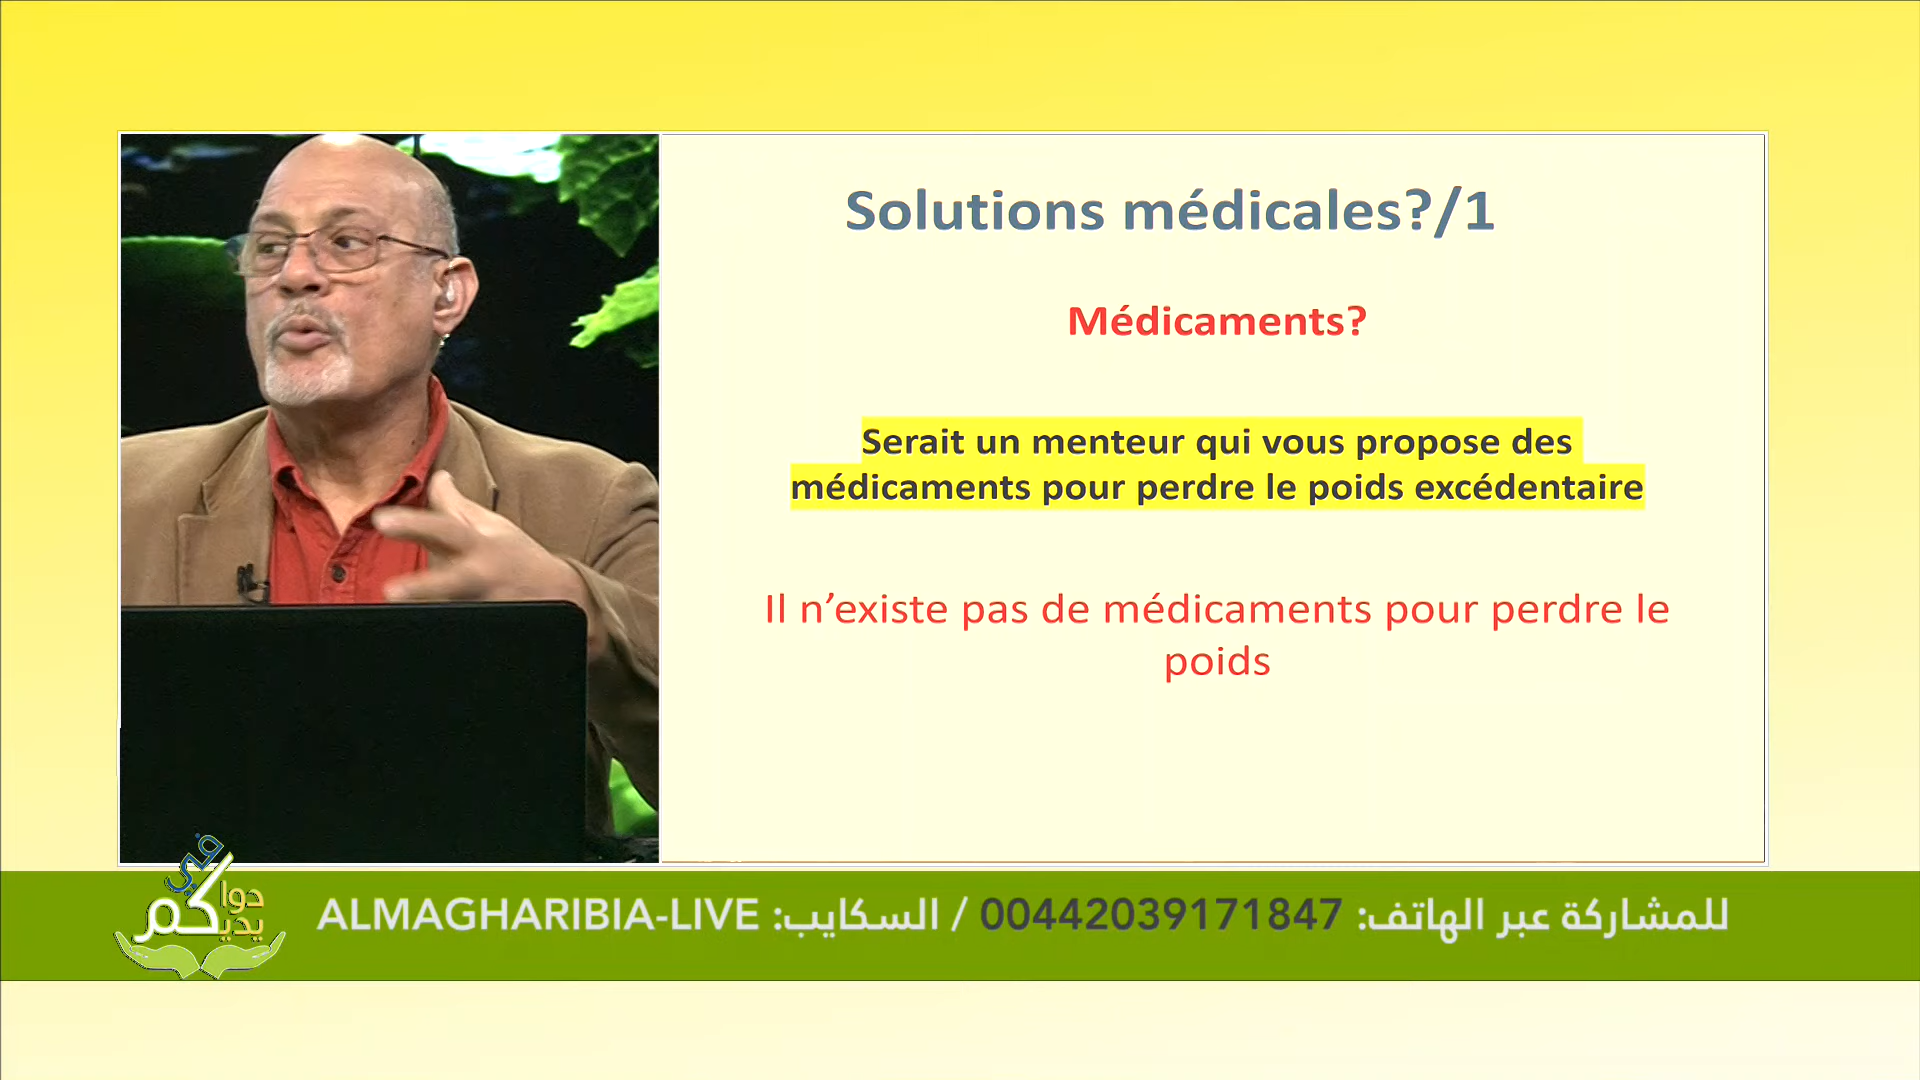 Solutions médicales?/1
Médicaments?
Serait un menteur qui vous propose des
médicaments pour perdre le poids excédentaire
Il n’existe pas de médicaments pour perdre le
poids
في
دواكم
يديكم
للمشاركة عبر الهاتف: 00442039171847 / السكايب: ALMAGHARIBIA-LIVE